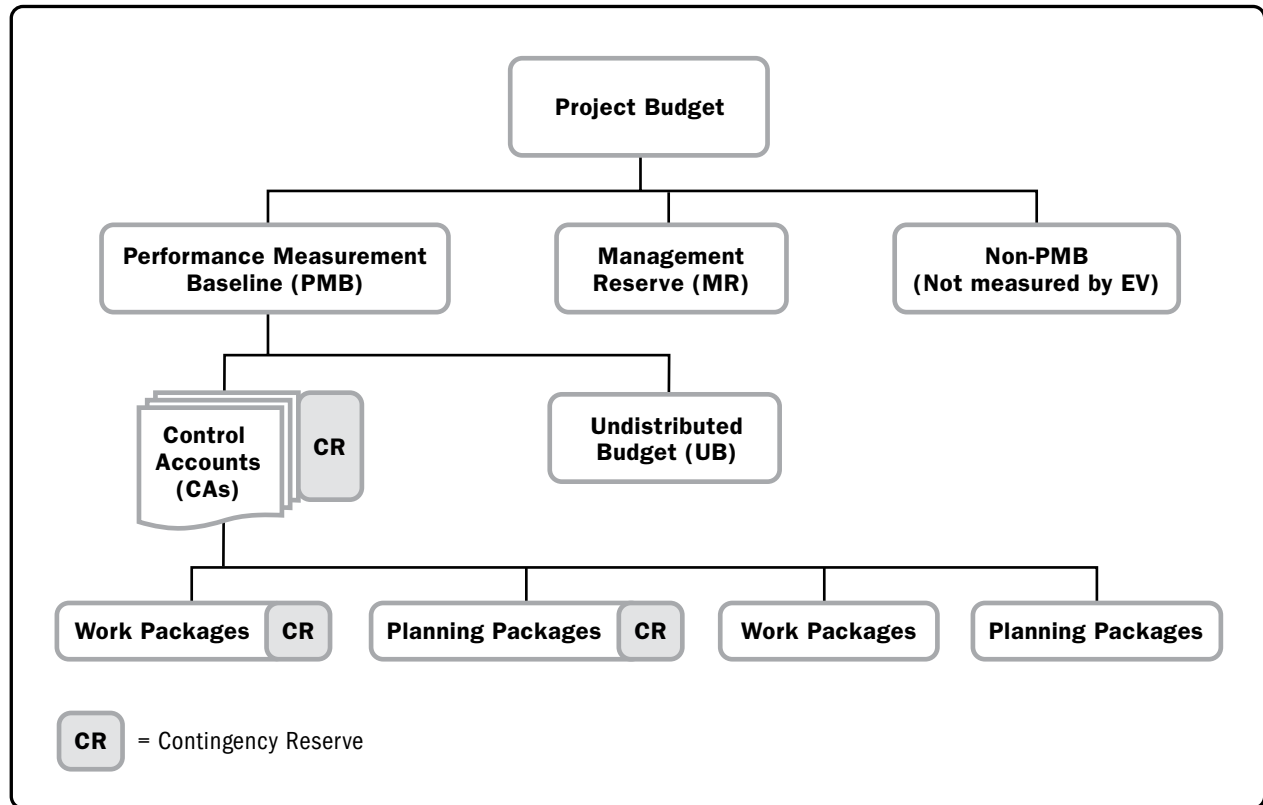 Project Budget
Performance Measurement
Baseline (PMB)
Management
Reserve (MR)
Non-PMB
(Not measured by EV)
Control
Accounts
(CAs)
CR
Undistributed
Budget (UB)
Work Packages
CR
Planning Packages
CR
Work Packages
Planning Packages
CR
= Contingency Reserve